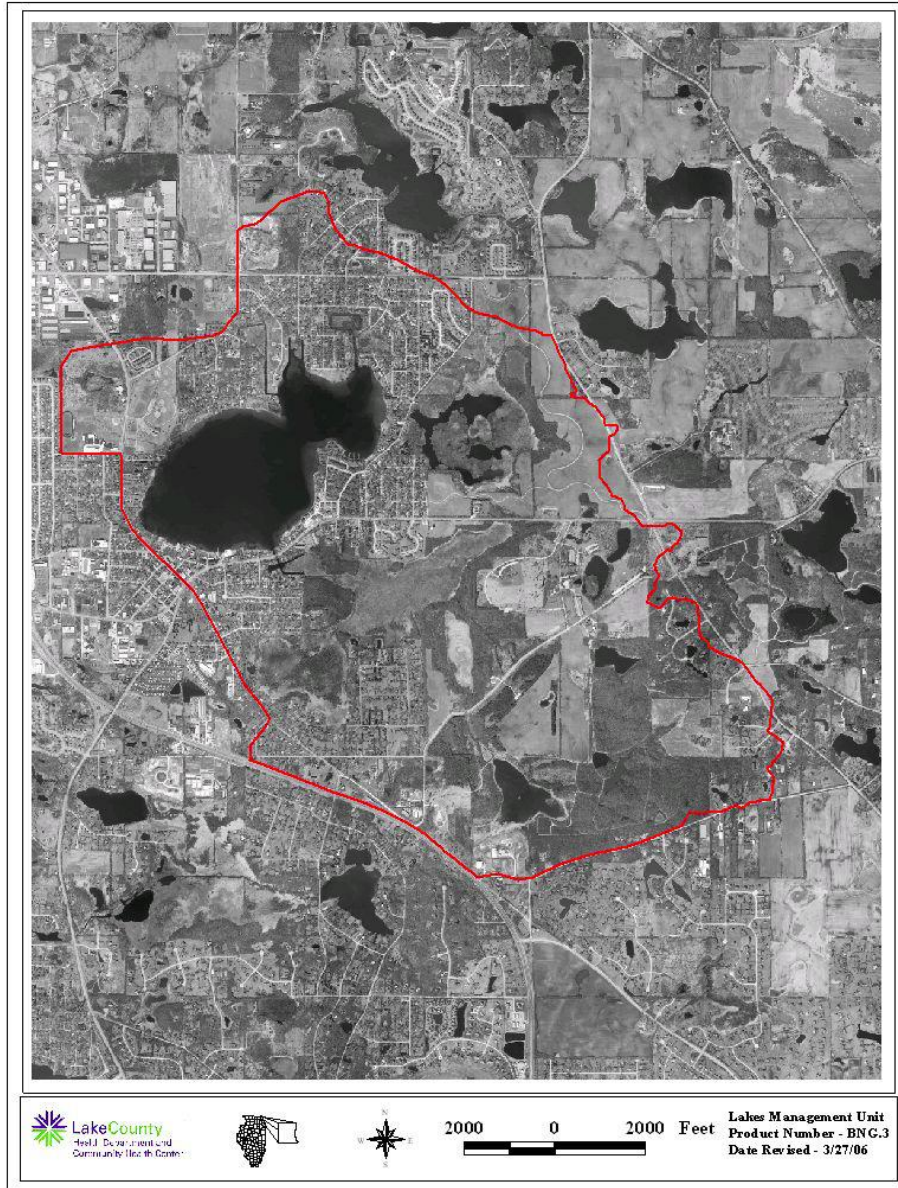 LakeCounty
Health Department and
Community Health Center
N
W E
S
2000 0 2000 Feet
Lakes Management Unit
Product Number - BNG.3
Date Revised - 3/27/06